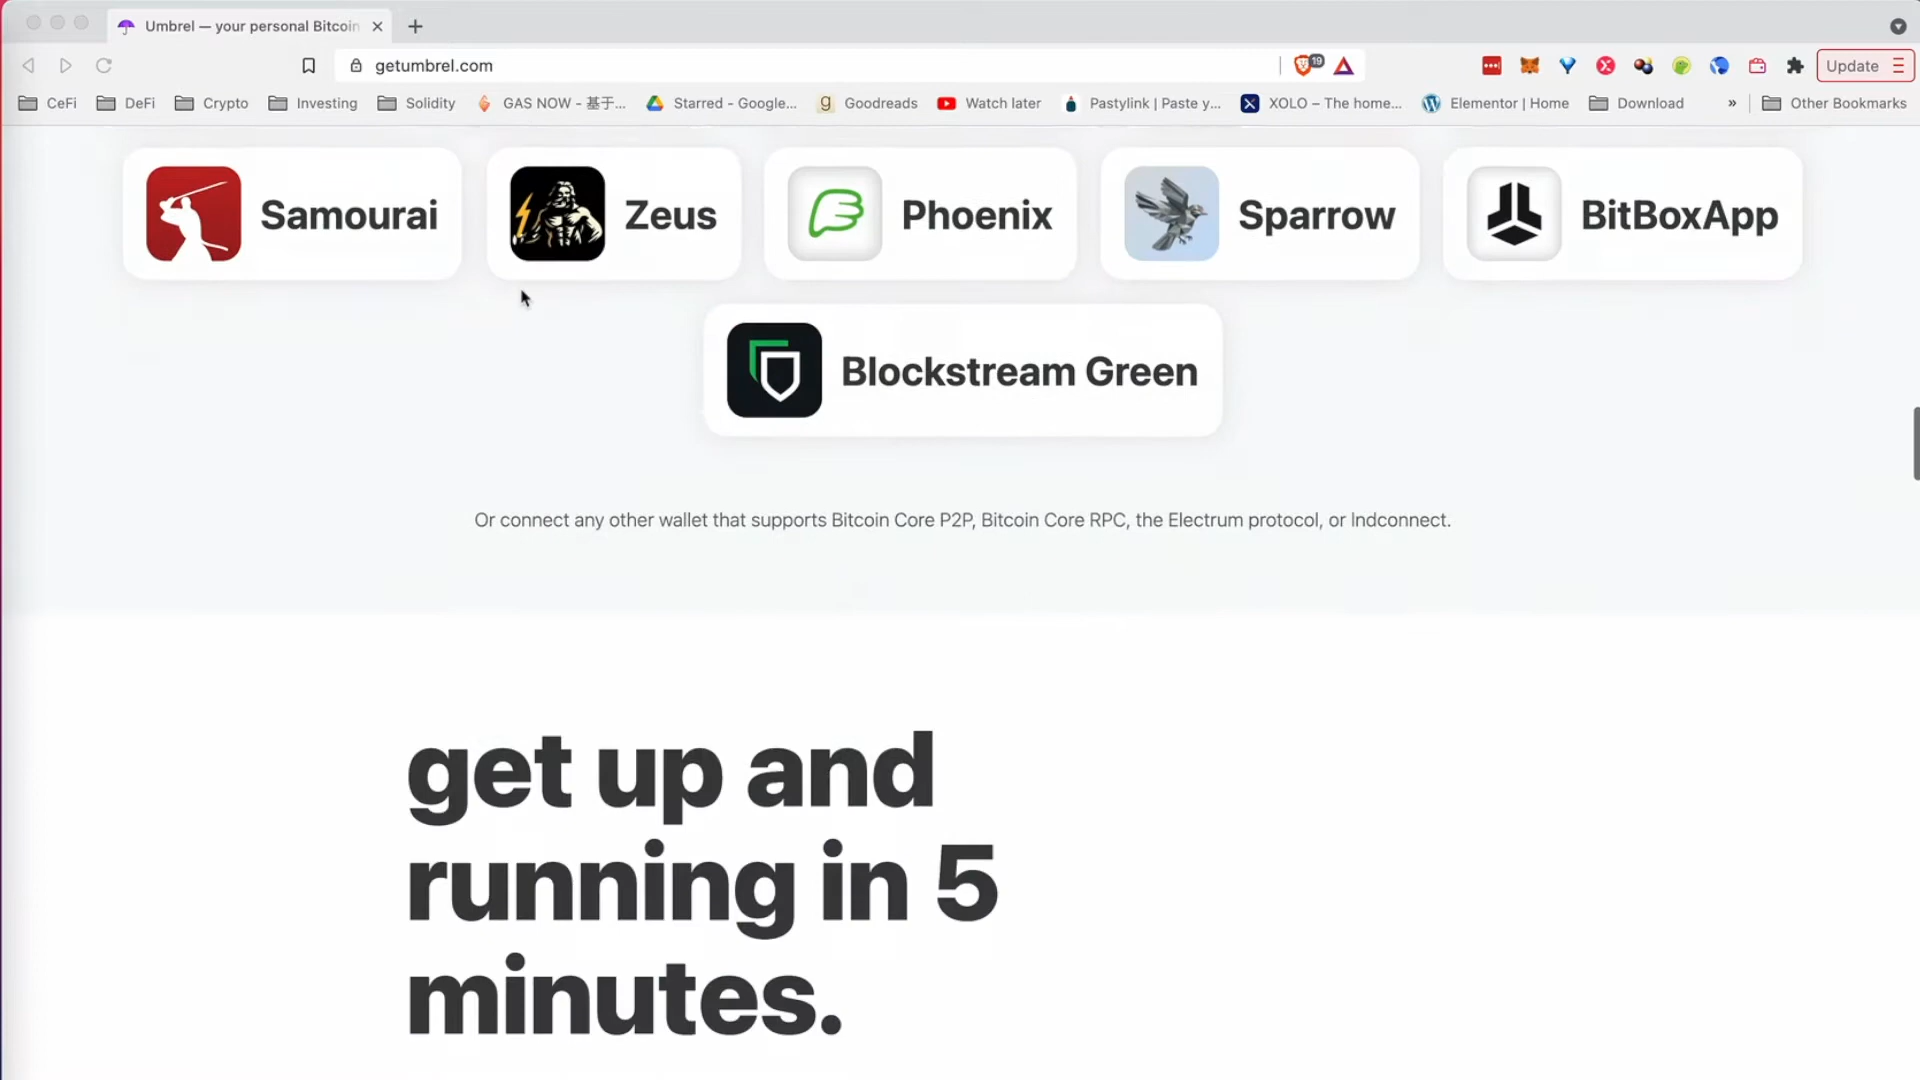 Umbrel — your personal Bitcoin
getumbrel.com
19
Update
CeFi DeFi Crypto Investing Solidity GAS NOW - 基于... Starred - Google... Goodreads Watch later Pastylink | Paste y... XOLO – The home... Elementor | Home Download » Other Bookmarks
Samourai Zeus Phoenix Sparrow BitBoxApp
Blockstream Green
Or connect any other wallet that supports Bitcoin Core P2P, Bitcoin Core RPC, the Electrum protocol, or lndconnect.
get up and
running in 5
minutes.